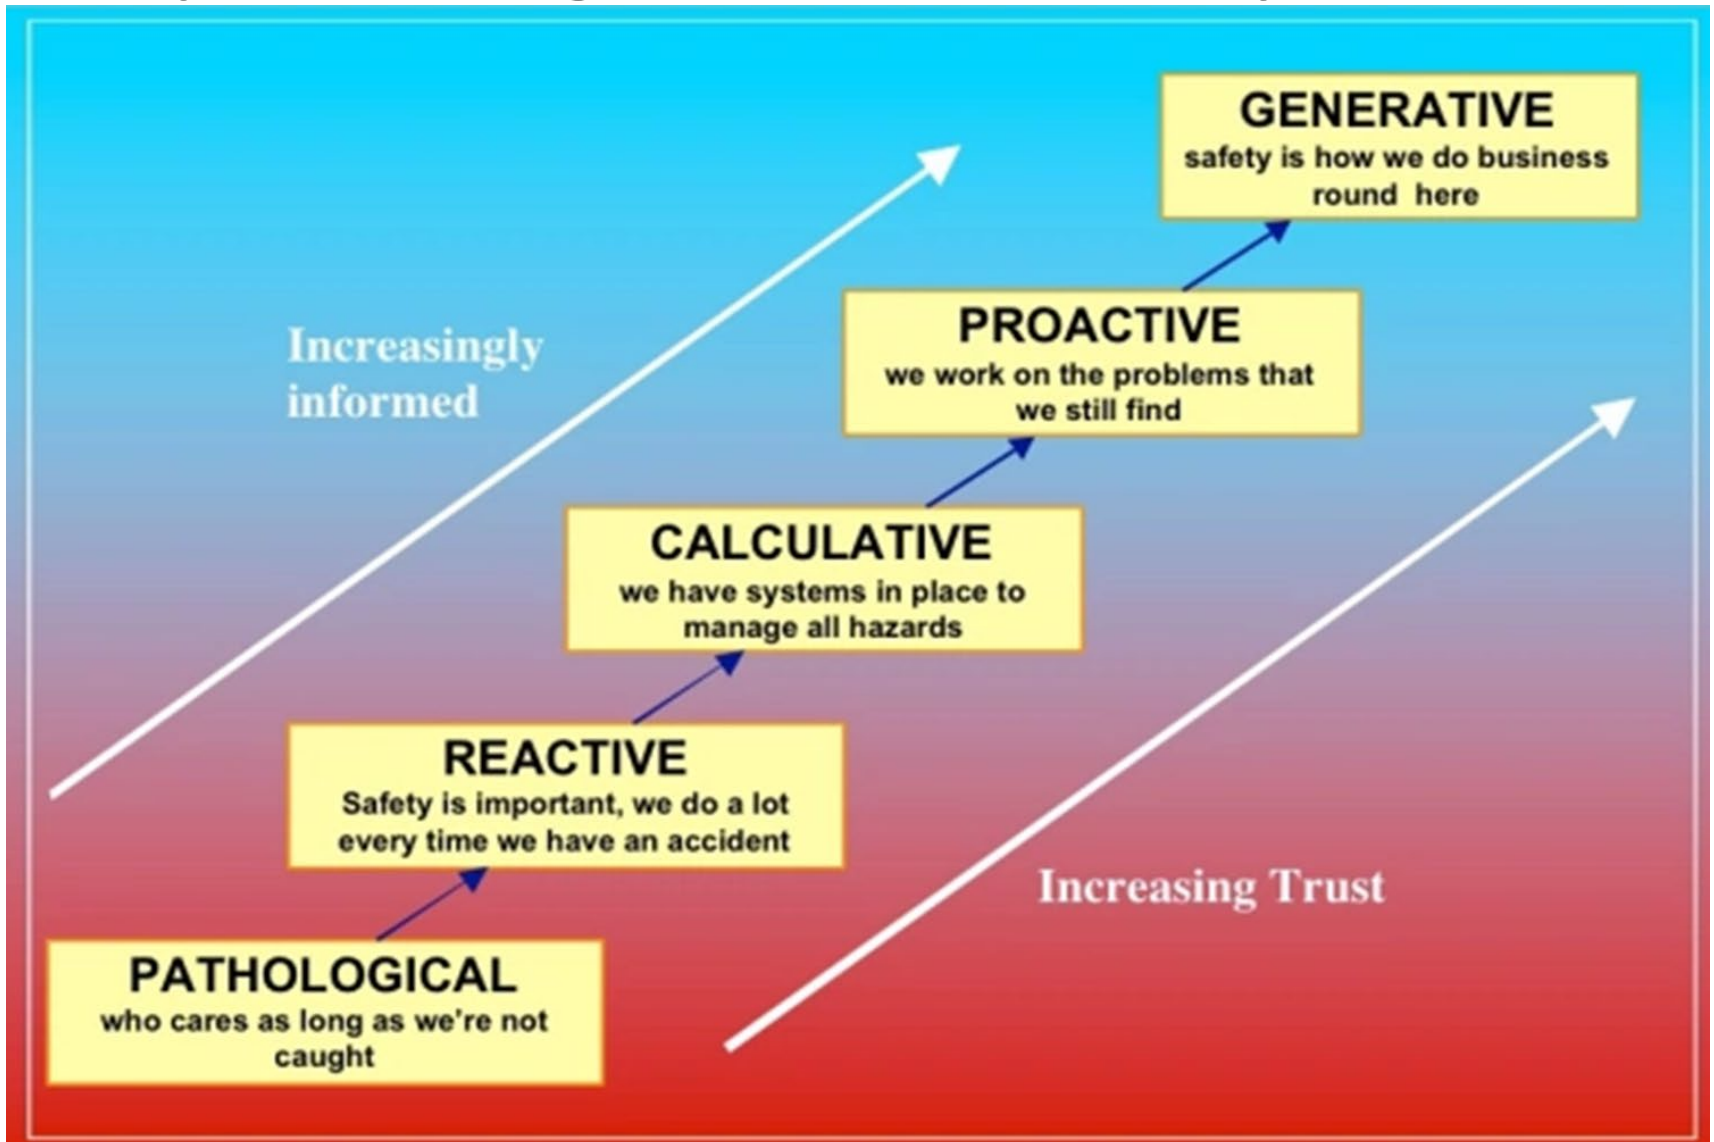 GENERATIVE
safety is how we do business
round here
Increasingly
informed
PROACTIVE
we work on the problems that
we still find
CALCULATIVE
we have systems in place to
manage all hazards
REACTIVE
Safety is important, we do a lot
every time we have an accident
Increasing Trust
PATHOLOGICAL
who cares as long as we're not
caught